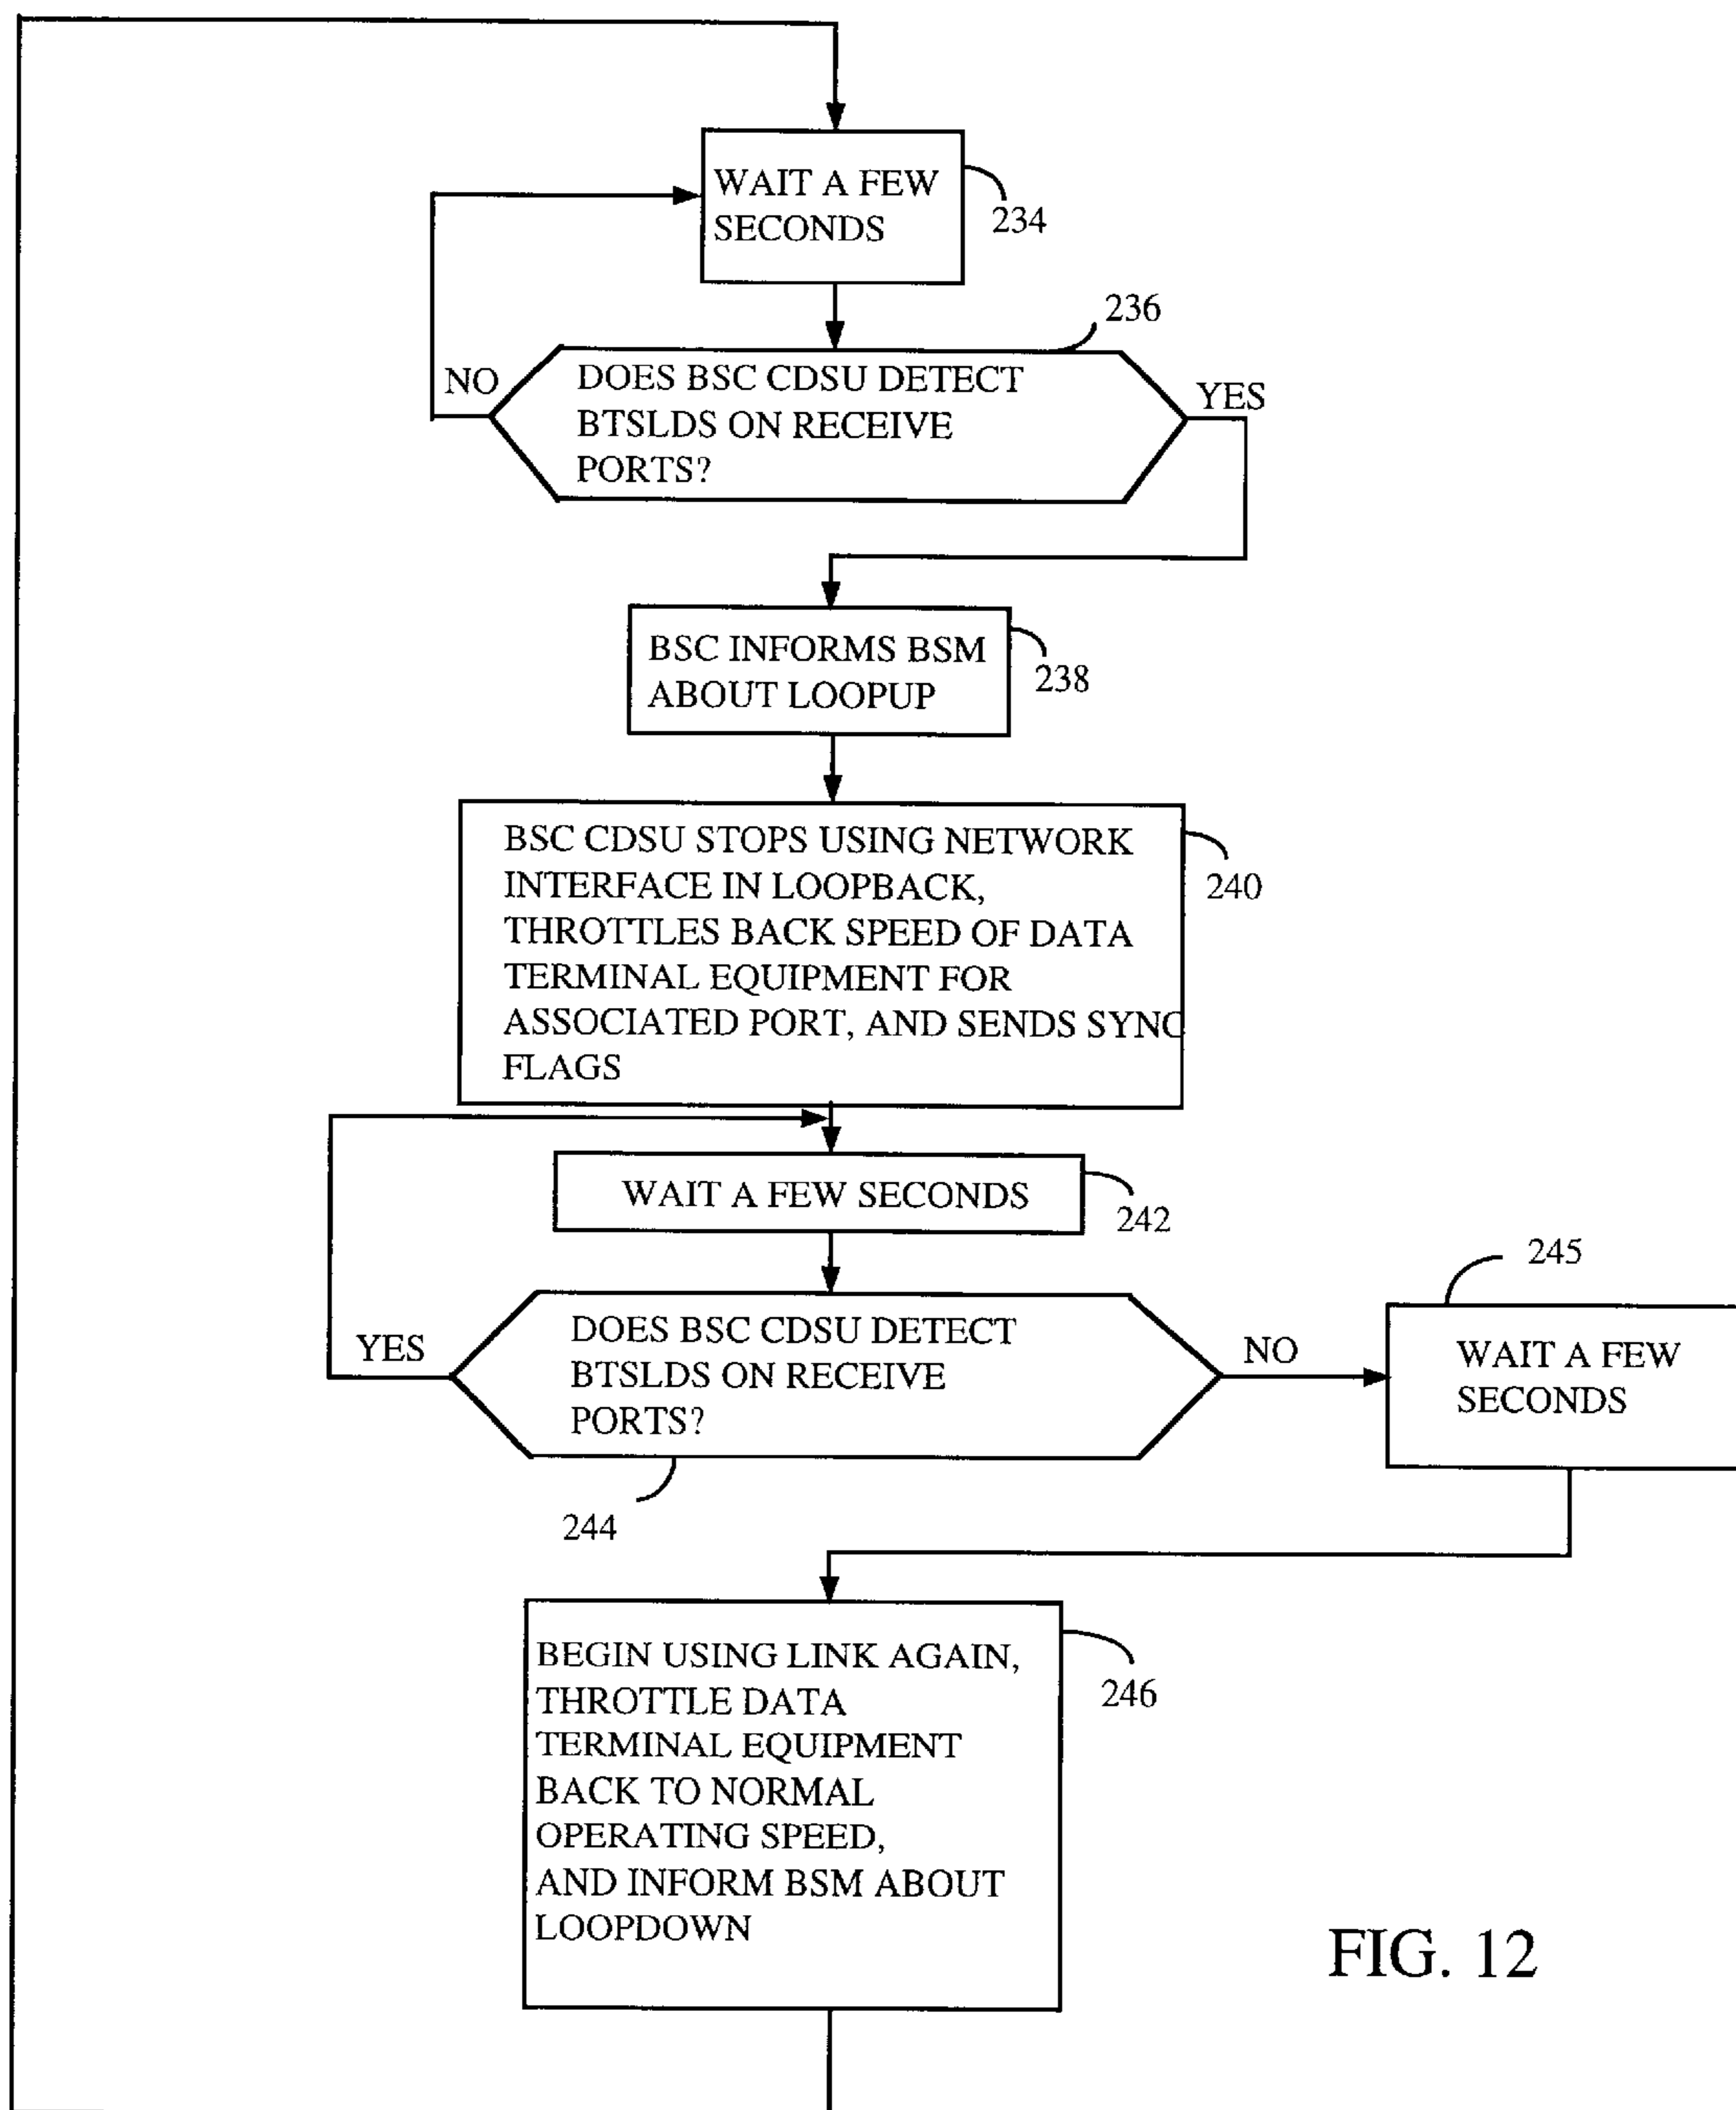 WAIT A FEW
SECONDS
234
236
NO
DOES BSC CDSU DETECT
BTSLDS ON RECEIVE
PORTS?
YES
BSC INFORMS BSM
ABOUT LOOPUP
238
BSC CDSU STOPS USING NETWORK
INTERFACE IN LOOPBACK,
THROTTLES BACK SPEED OF DATA
TERMINAL EQUIPMENT FOR
ASSOCIATED PORT, AND SENDS SYNC
FLAGS
240
WAIT A FEW SECONDS
242
YES
DOES BSC CDSU DETECT
BTSLDS ON RECEIVE
PORTS?
244
NO
245
WAIT A FEW
SECONDS
BEGIN USING LINK AGAIN,
THROTTLE DATA
TERMINAL EQUIPMENT
BACK TO NORMAL
OPERATING SPEED,
AND INFORM BSM ABOUT
LOOPDOWN
246
FIG. 12